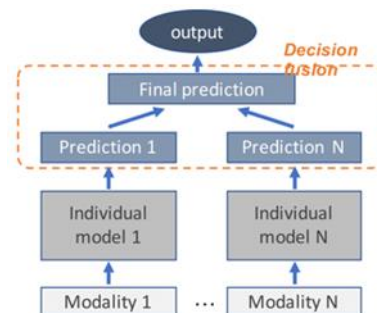 output
Decision
fusion
Final prediction
Prediction 1
Prediction N
Individual
model 1
Individual
model N
Modality 1
...
Modality N